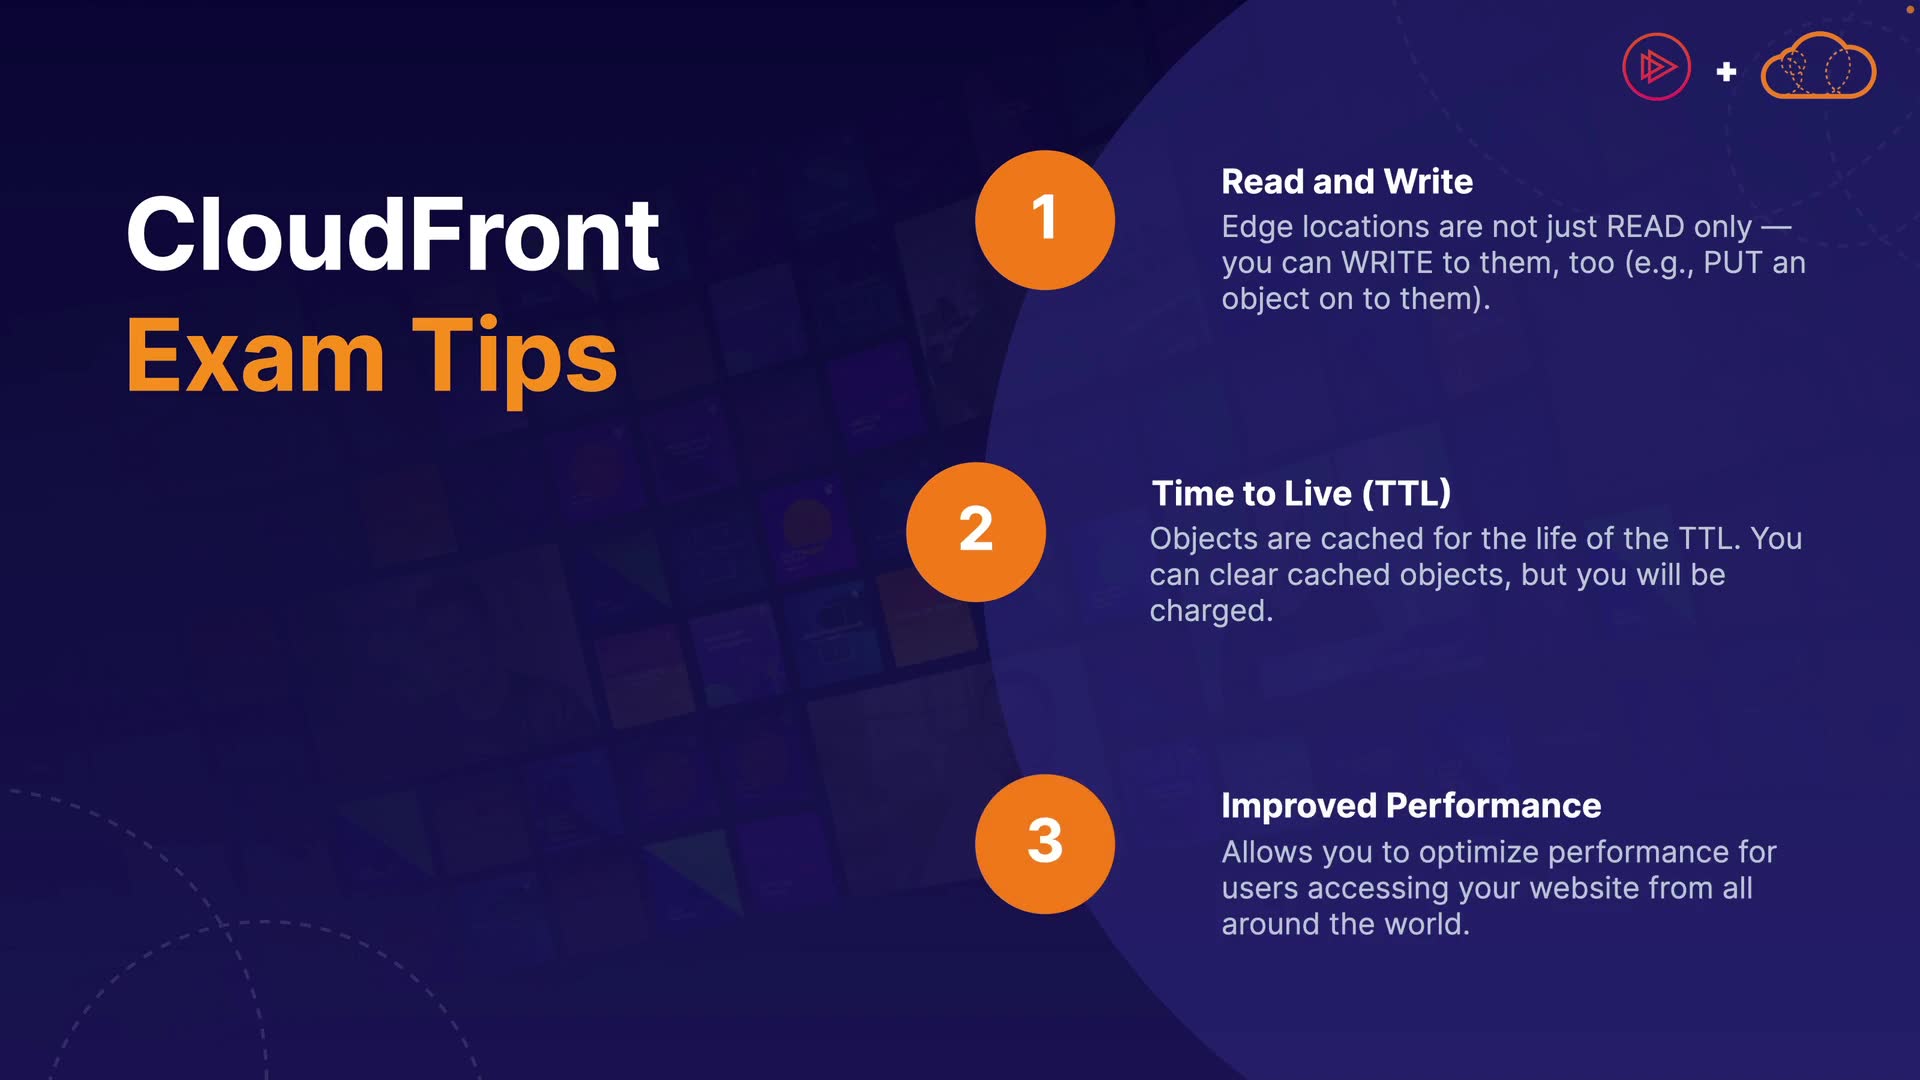 CloudFront
Exam Tips
1
Read and Write
Edge locations are not just READ only —
you can WRITE to them, too (e.g., PUT an
object on to them).
2
Time to Live (TTL)
Objects are cached for the life of the TTL. You
can clear cached objects, but you will be
charged.
3
Improved Performance
Allows you to optimize performance for
users accessing your website from all
around the world.